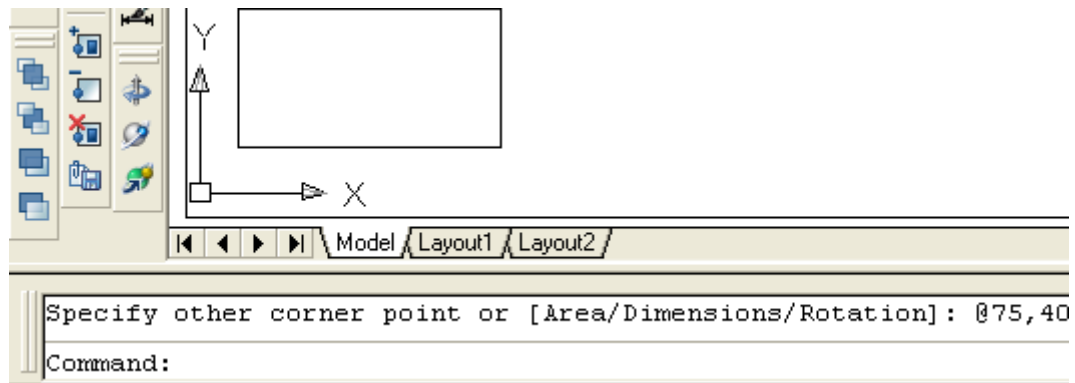 Y
X
Model Layout1 Layout2
Specify other corner point or [Area/Dimensions/Rotation]: @75,40
Command: